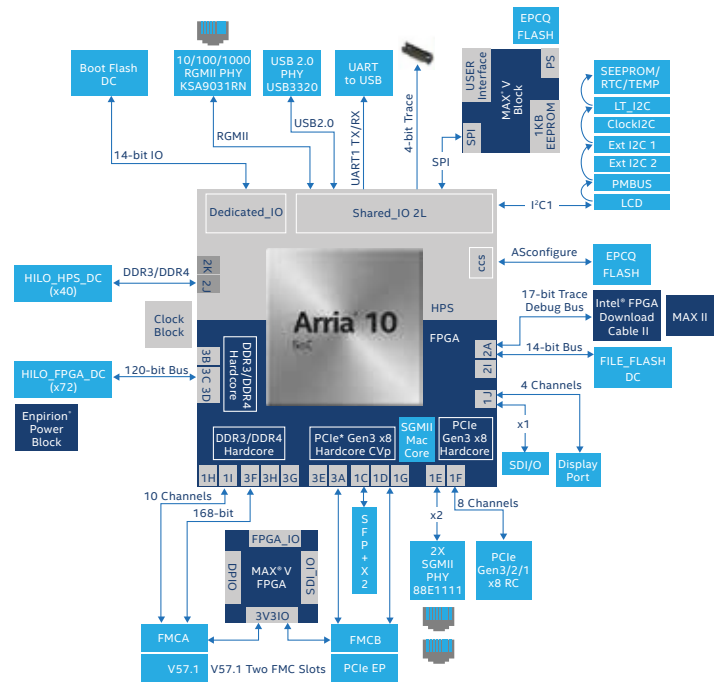 EPCQ
FLASH
Boot Flash
DC
10/100/1000
RGMII PHY
KSA9031RN
USB 2.0
PHY
USB3320
UART
to USB
USER
Interface
PS
MAX® V
Block
SPI
1KB
EEPROM
SEEPROM/
RTC/TEMP
LT_I2C
ClockI2C
Ext I2C 1
Ext I2C 2
PMBUS
LCD
14-bit IO
RGMII
USB2.0
UART1 TX/RX
4-bit Trace
SPI
I²C1
Dedicated_IO
Shared_IO 2L
HILO_HPS_DC
(x40)
DDR3/DDR4
2K
2J
ccs
ASconfigure
EPCQ
FLASH
Clock
Block
Arria® 10
SoC
HPS
FPGA
17-bit Trace
Debug Bus
Intel® FPGA
Download
Cable II
MAX II
HILO_FPGA_DC
(x72)
120-bit Bus
3B
3C
3D
DDR3/DDR4
Hardcore
2A
2I
14-bit Bus
FILE_FLASH
DC
Enpirion®
Power
Block
1J
4 Channels
x1
SDI/O
Display
Port
DDR3/DDR4
Hardcore
PCIe* Gen3 x8
Hardcore CVp
SGMII
Mac
Core
PCIe
Gen3 x8
Hardcore
1H
1I
3F
3H
3G
3E
3A
1C
1D
1G
1E
1F
10 Channels
168-bit
x2
8 Channels
SFP+X2
2X
SGMII
PHY
88E1111
PCIe
Gen3/2/1
x8 RC
FPGA_IO
DPIO
MAX® V
FPGA
SDI_IO
3V3IO
FMCA
V57.1
V57.1 Two FMC Slots
FMCB
PCIe EP